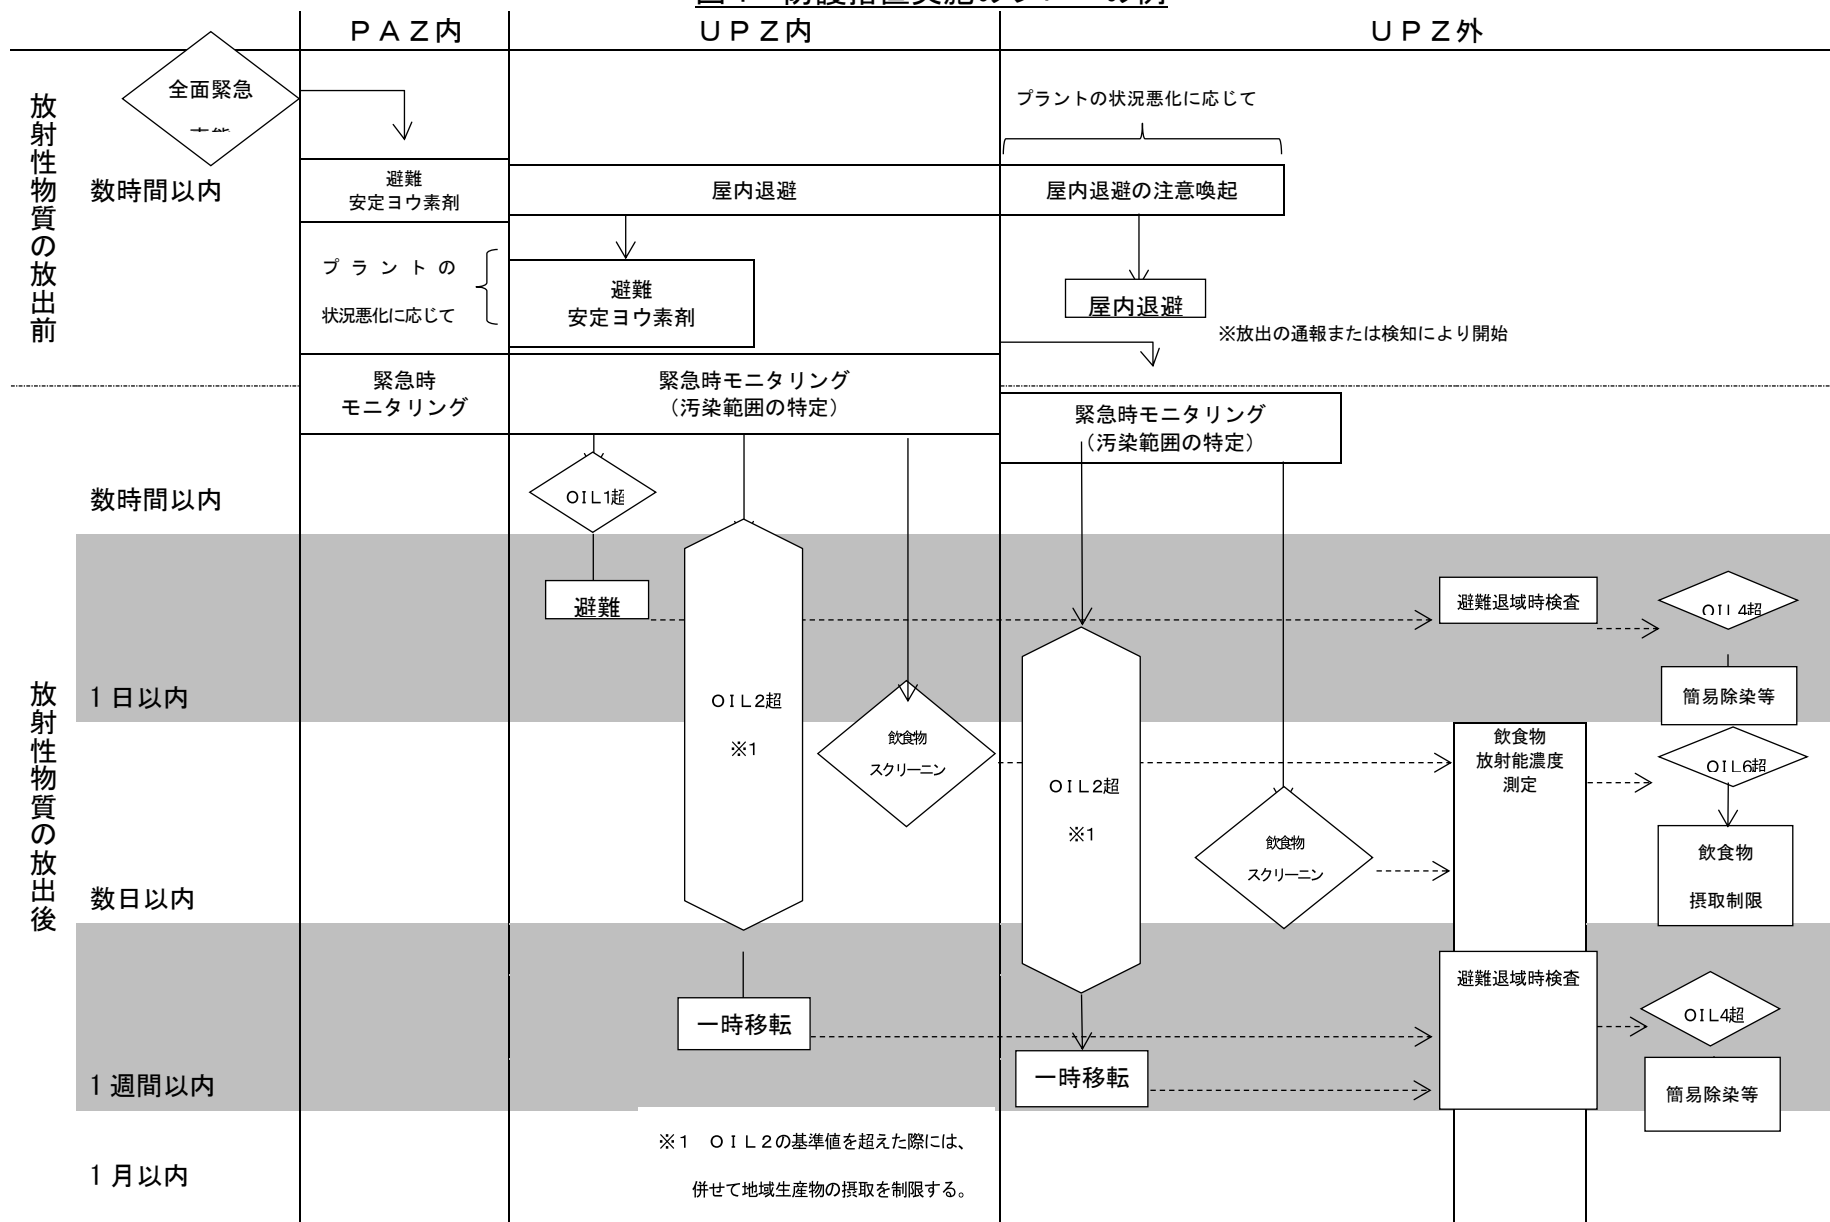 ＰＡＺ内
ＵＰＺ内
ＵＰＺ外
放射性物質の放出前
全面緊急
プラントの状況悪化に応じて
数時間以内
避難
安定ヨウ素剤
屋内退避
屋内退避の注意喚起
プラントの
状況悪化に応じて
避難
安定ヨウ素剤
屋内退避
※放出の通報または検知により開始
緊急時
モニタリング
緊急時モニタリング
（汚染範囲の特定）
緊急時モニタリング
（汚染範囲の特定）
放射性物質の放出後
数時間以内
ＯＩＬ1超
避難
避難退域時検査
ＯＩＬ4超
1日以内
ＯＩＬ2超
※1
簡易除染等
飲食物
スクリーニン
飲食物
放射能濃度
測定
ＯＩＬ6超
ＯＩＬ2超
※1
飲食物
スクリーニン
飲食物
摂取制限
数日以内
避難退域時検査
ＯＩＬ4超
一時移転
一時移転
簡易除染等
1週間以内
※１　ＯＩＬ２の基準値を超えた際には、
併せて地域生産物の摂取を制限する。
1月以内